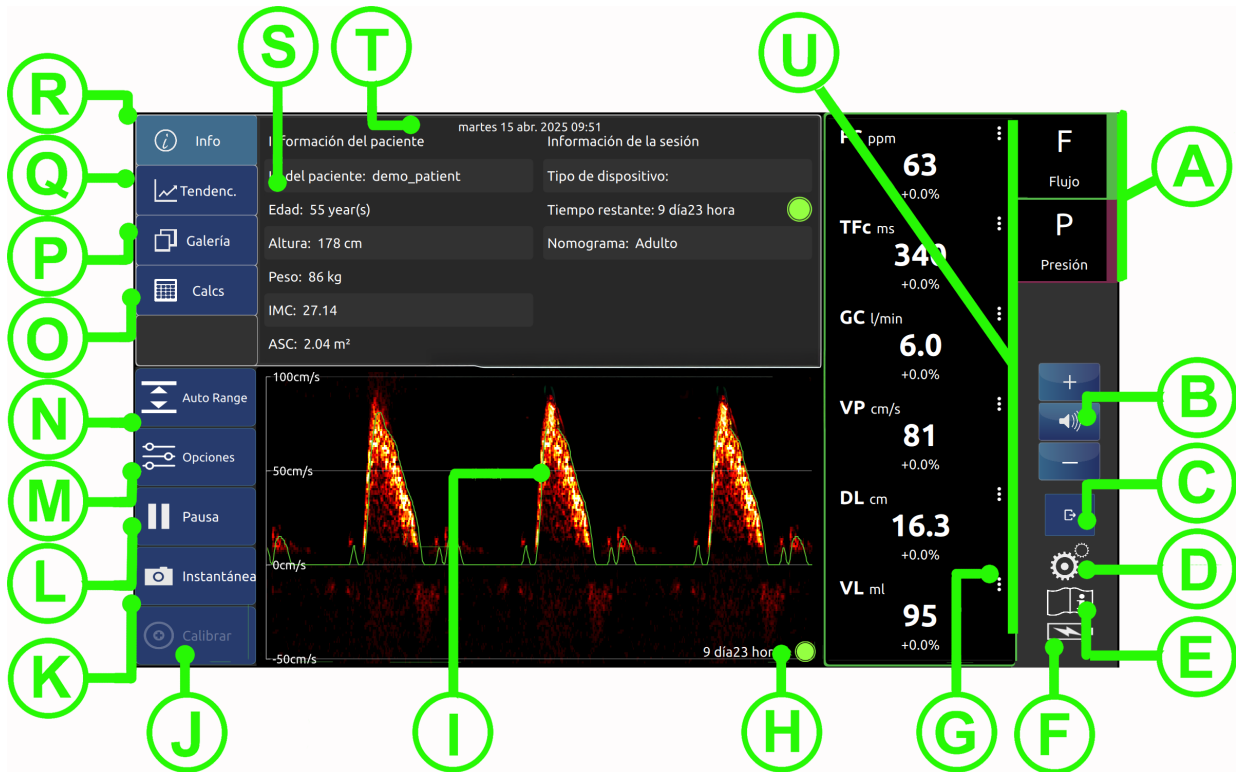 S
T
U
R
martes 15 abr. 2025 09:51
Info
Información del paciente
Información de la sesión
ppm
63
+0.0%
F
Flujo
A
Q
Tendenc.
del paciente: demo_patient
Tipo de dispositivo:
Edad: 55 year(s)
Tiempo restante: 9 día23 hora
TFc ms
340
+0.0%
P
Presión
P
Galería
Altura: 178 cm
Nomograma: Adulto
Peso: 86 kg
O
Calcs
IMC: 27.14
ASC: 2.04 m²
GC l/min
6.0
+0.0%
N
Auto Range
100cm/s
+
B
VP cm/s
81
+0.0%
−
M
Opciones
50cm/s
C
DL cm
16.3
+0.0%
L
Pausa
D
K
Instantánea
0cm/s
VL ml
95
+0.0%
E
Calibrar
-50cm/s
9 día23
J
I
H
G
F